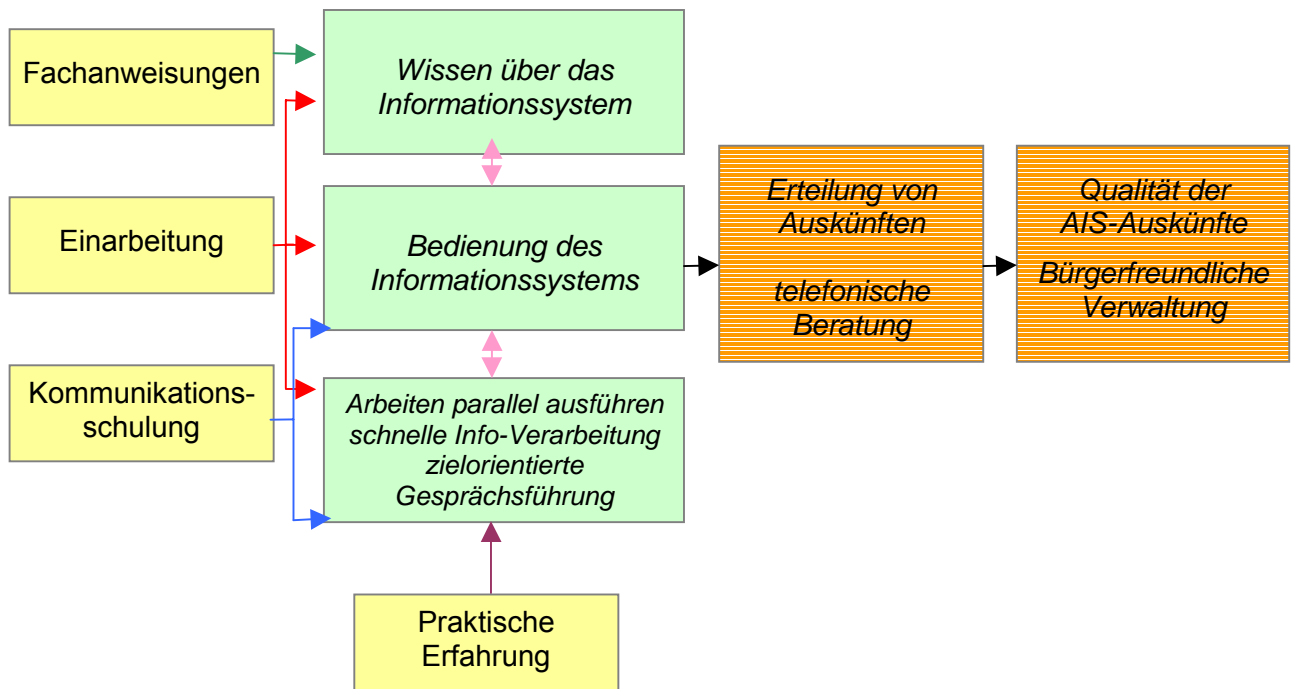 Fachanweisungen
Wissen über das
Informationssystem
Einarbeitung
Bedienung des
Informationssystems
Erteilung von
Auskünften
telefonische
Beratung
Qualität der
AIS-Auskünfte
Bürgerfreundliche
Verwaltung
Kommunikations-
schulung
Arbeiten parallel ausführen
schnelle Info-Verarbeitung
zielorientierte
Gesprächsführung
Praktische
Erfahrung